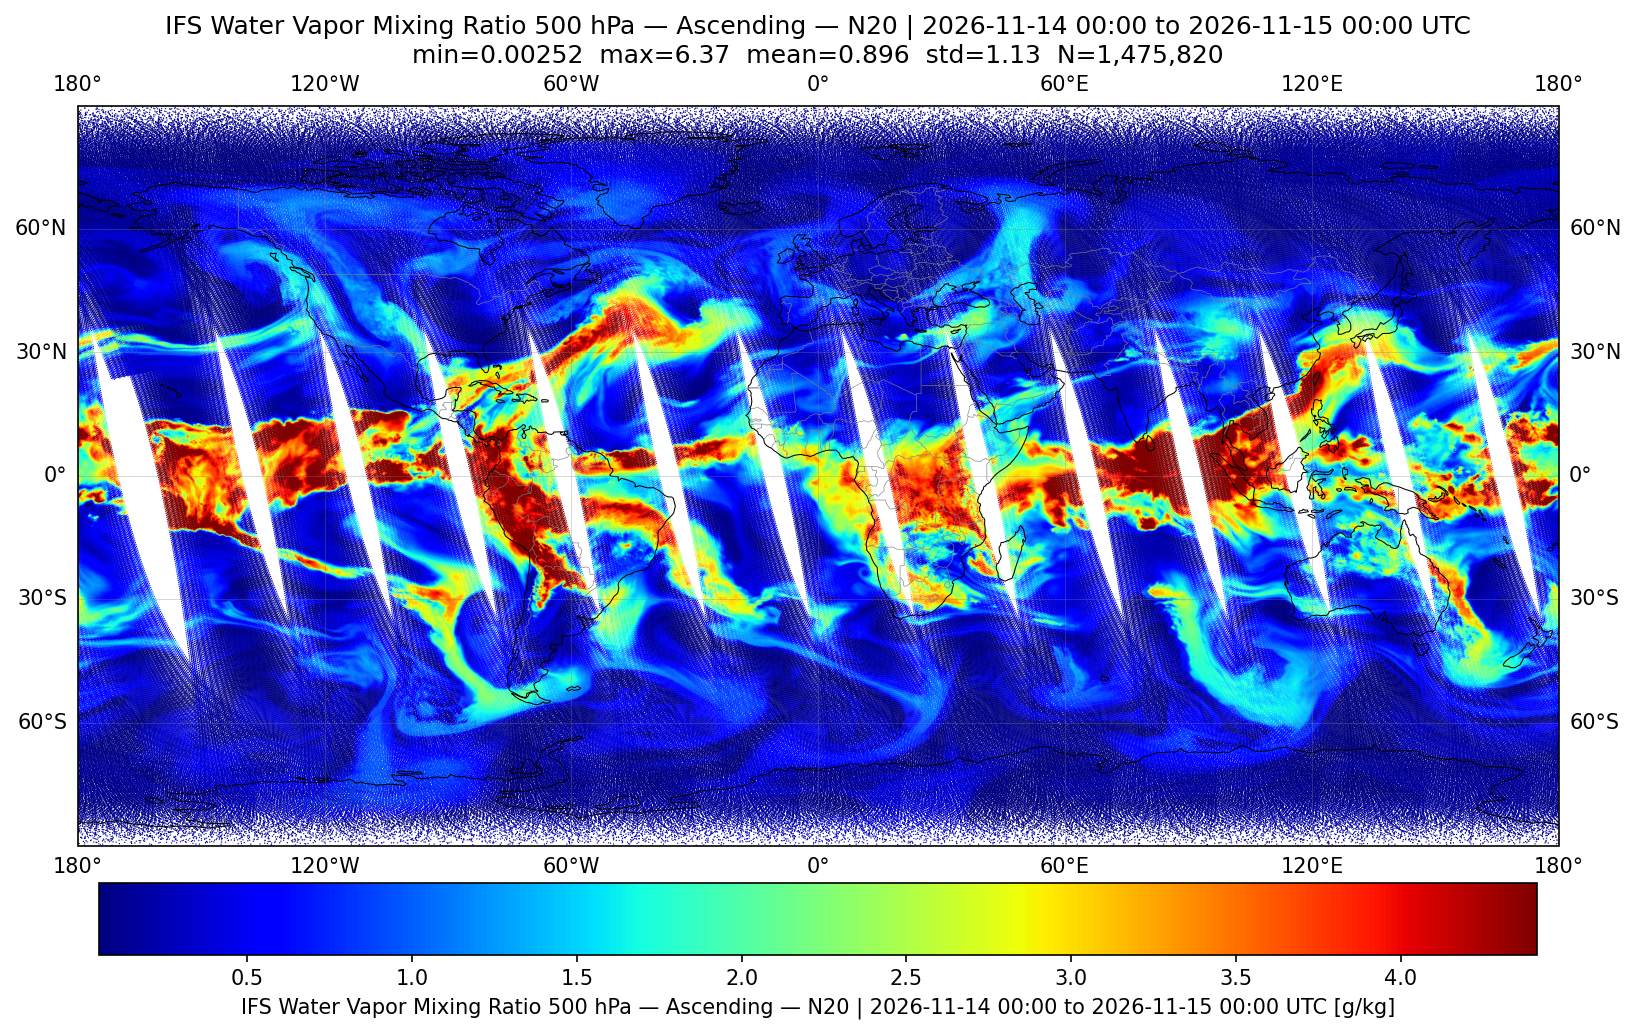 IFS Water Vapor Mixing Ratio 500 hPa — Ascending — N20 | 2026-11-14 00:00 to 2026-11-15 00:00 UTC
min=0.00252 max=6.37 mean=0.896 std=1.13 N=1,475,820
180° 120°W 60°W 0° 60°E 120°E 180°
60°N 60°N
30°N 30°N
0° 0°
30°S 30°S
60°S 60°S
180° 120°W 60°W 0° 60°E 120°E 180°
0.5 1.0 1.5 2.0 2.5 3.0 3.5 4.0
IFS Water Vapor Mixing Ratio 500 hPa — Ascending — N20 | 2026-11-14 00:00 to 2026-11-15 00:00 UTC [g/kg]